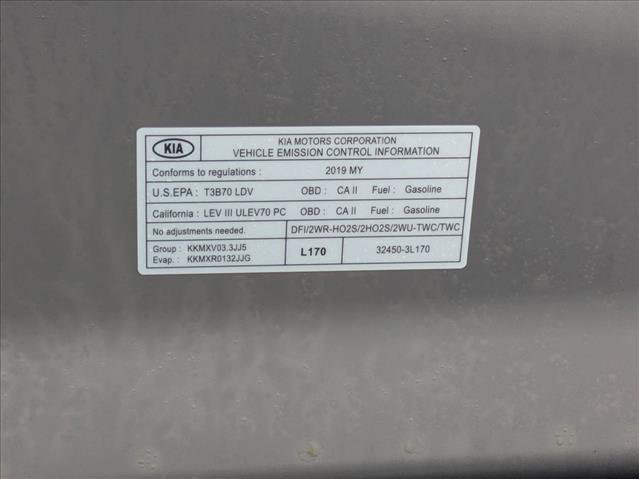 KIA
KIA MOTORS CORPORATION
VEHICLE EMISSION CONTROL INFORMATION
Conforms to regulations : 2019 MY
U.S.EPA : T3B70 LDV OBD : CA II Fuel : Gasoline
California : LEV III ULEV70 PC OBD : CA II Fuel : Gasoline
No adjustments needed. DFI/2WR-HO2S/2HO2S/2WU-TWC/TWC
Group : KKMXV03.3JJ5
Evap. : KKMXR0132JJG
L170
32450-3L170